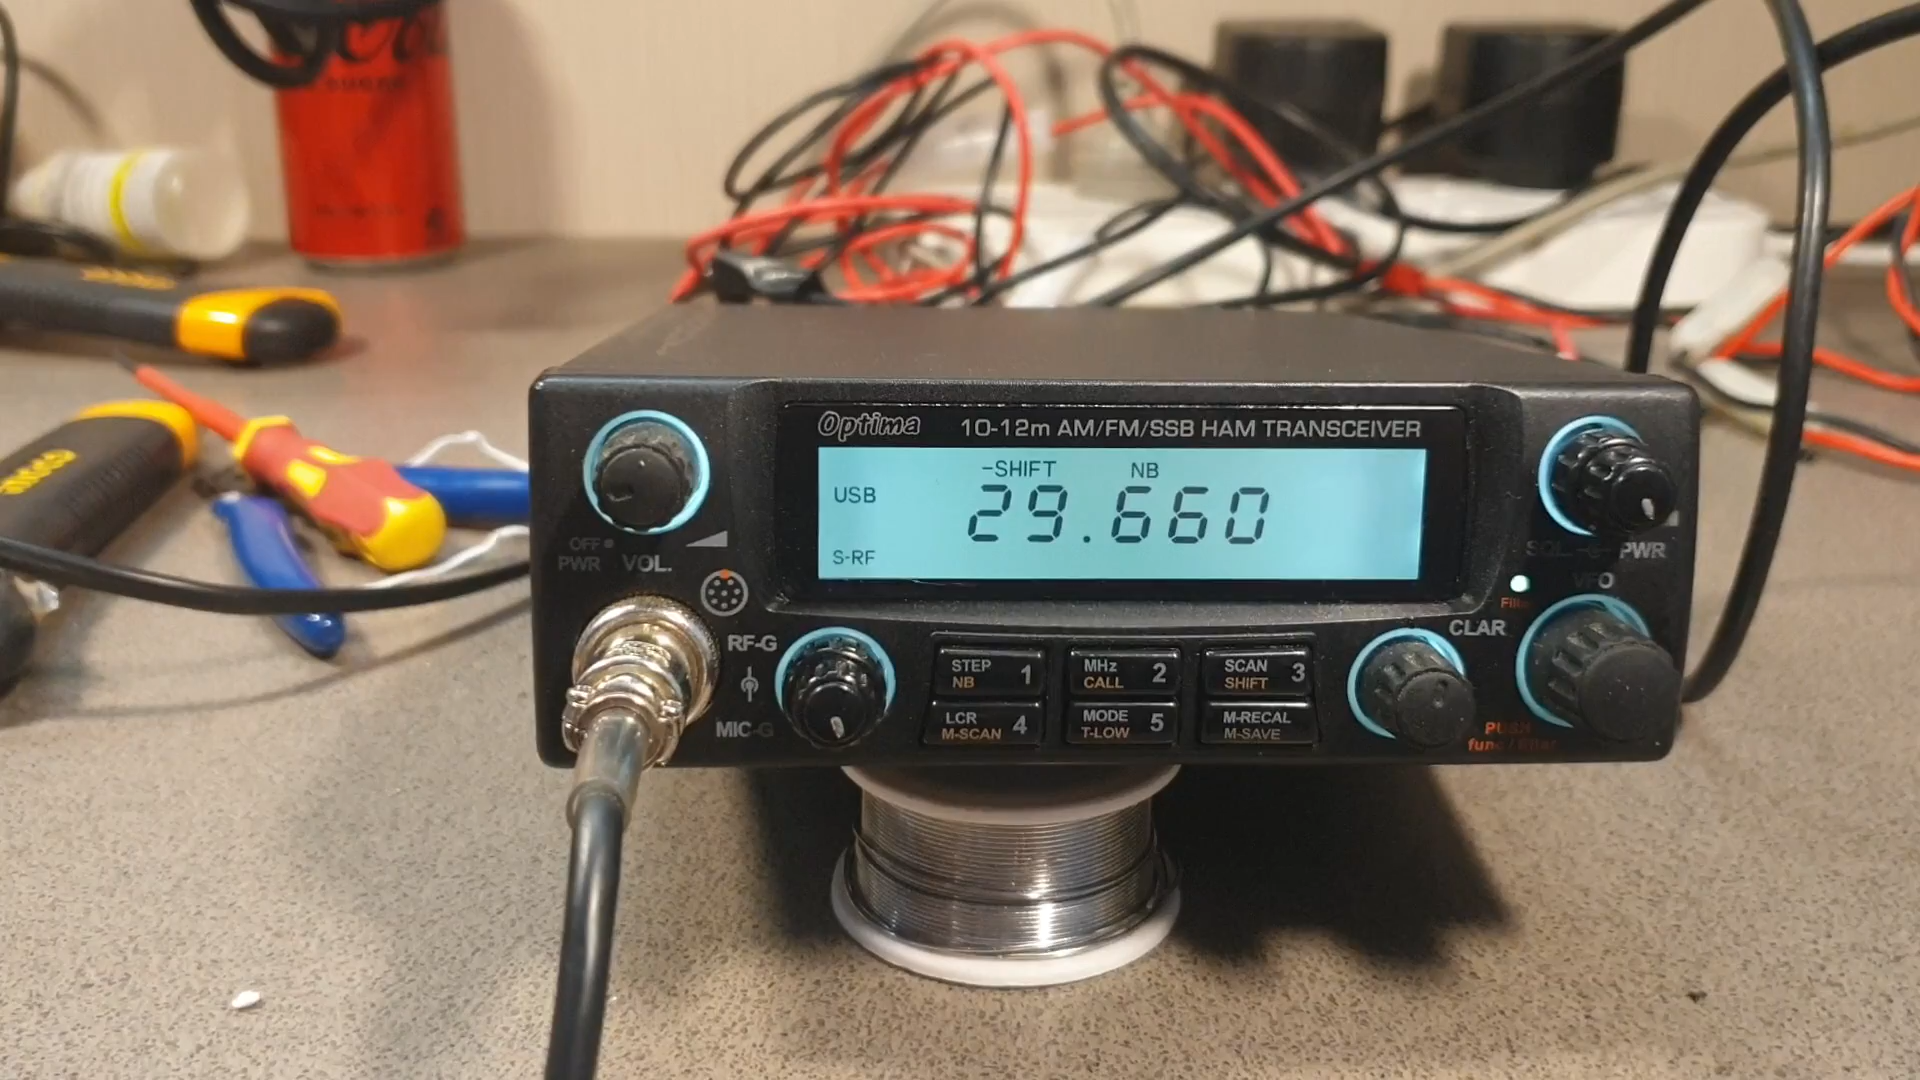 Optima 10-12m AM/FM/SSB HAM TRANSCEIVER
-SHIFT NB
USB 29.660
S-RF
OFF
PWR VOL.
PWR
VFO
CLAR
RF-G
MIC-G
STEP 1
NB
MHz 2
CALL
SCAN 3
SHIFT
LCR 4
M-SCAN
MODE 5
T-LOW
M-RECAL
M-SAVE
PUSH